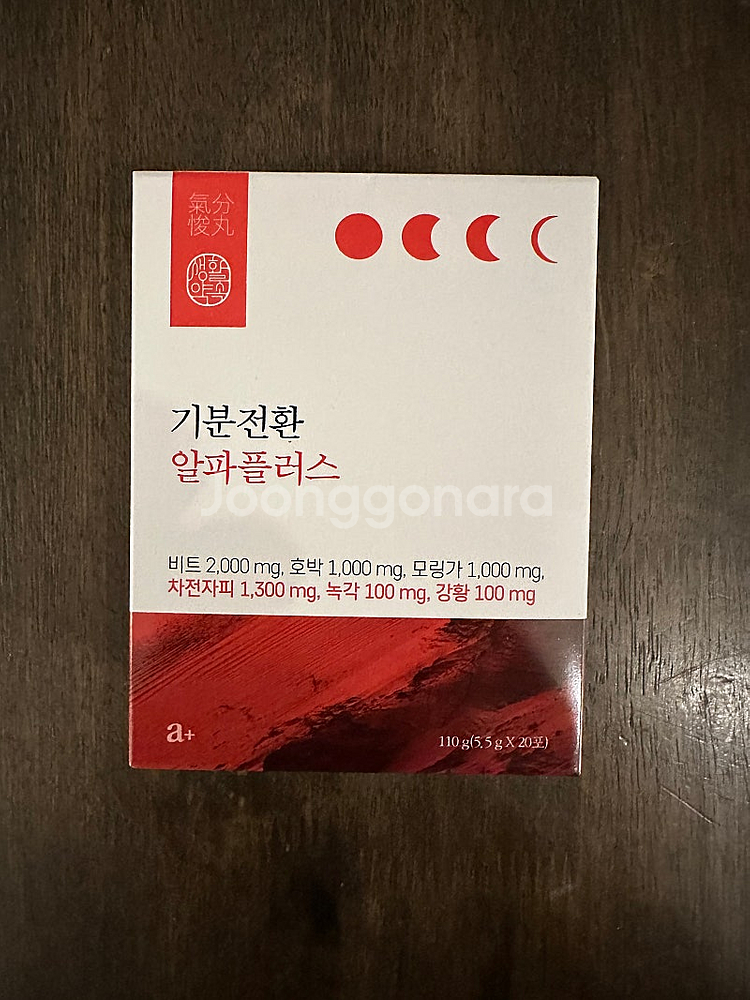 氣分
悛丸
생활
약속
기분전환
알파플러스
Joonggonara
비트 2,000 mg, 호박 1,000 mg, 모링가 1,000 mg,
차전자피 1,300 mg, 녹각 100 mg, 강황 100 mg
a+
110 g(5.5 g X 20포)